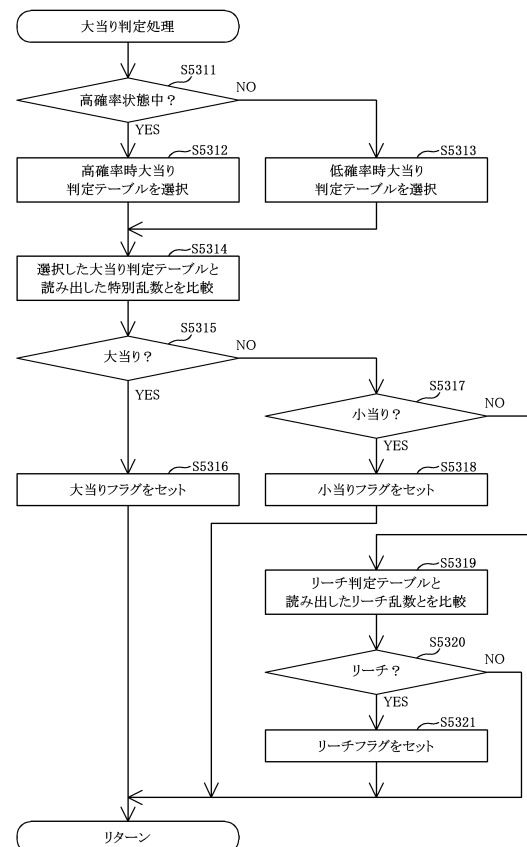 大当り判定処理
S5311
高確率状態中？
NO
YES
S5312
高確率時大当り
判定テーブルを選択
S5313
低確率時大当り
判定テーブルを選択
S5314
選択した大当り判定テーブルと
読み出した特別乱数とを比較
S5315
大当り？
NO
YES
S5317
小当り？
NO
YES
S5316
大当りフラグをセット
S5318
小当りフラグをセット
S5319
リーチ判定テーブルと
読み出したリーチ乱数とを比較
S5320
リーチ？
NO
YES
S5321
リーチフラグをセット
リターン